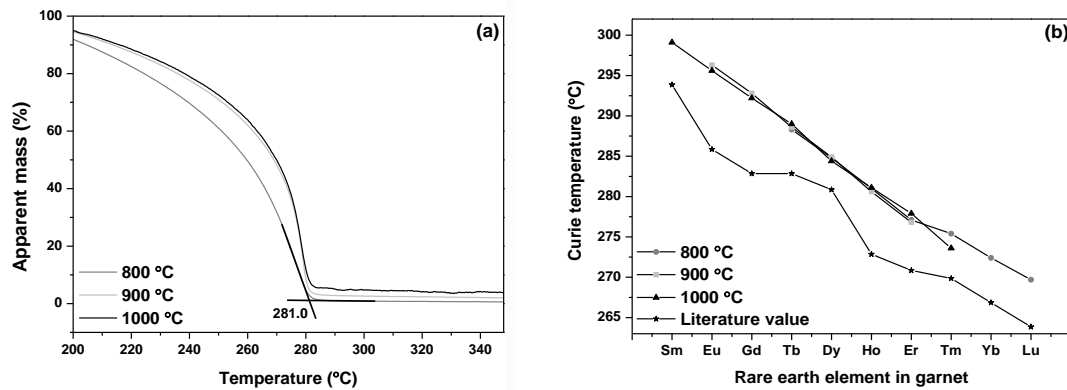 (a)
Apparent mass (%)
100
80
60
40
20
0
-10
800 °C
900 °C
1000 °C
281.0
200 220 240 260 280 300 320 340
Temperature (°C)
(b)
Curie temperature (°C)
300
295
290
285
280
275
270
265
800 °C
900 °C
1000 °C
Literature value
Sm Eu Gd Tb Dy Ho Er Tm Yb Lu
Rare earth element in garnet